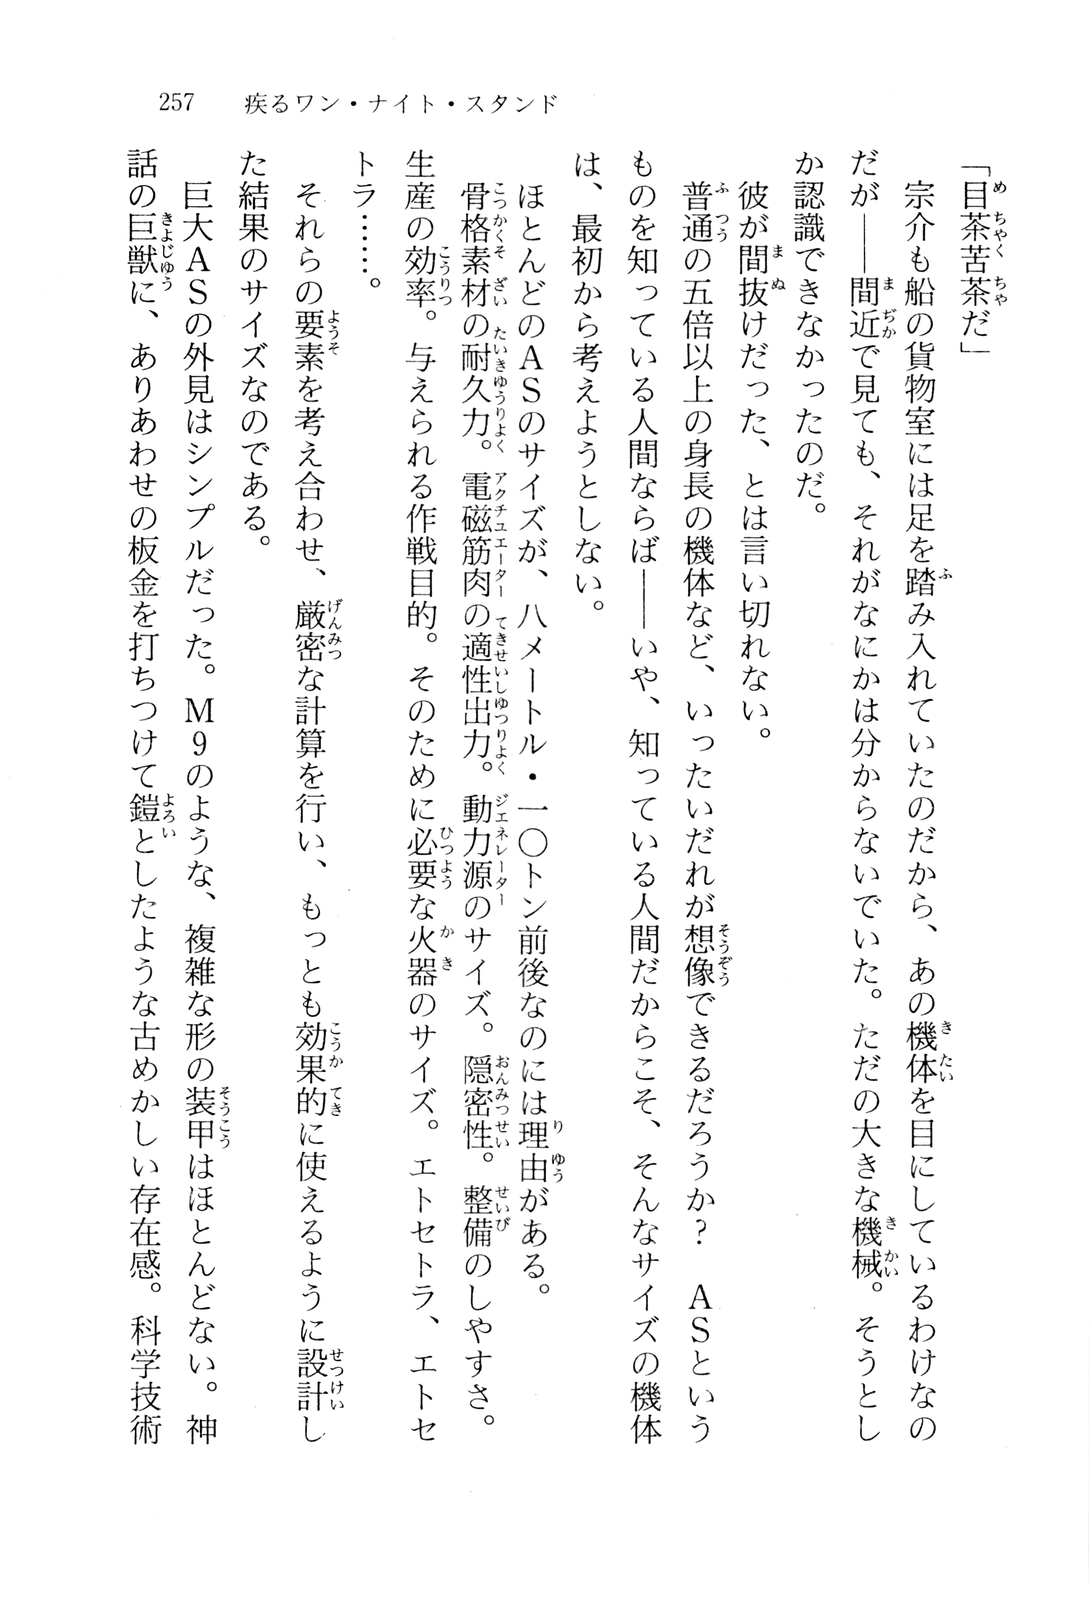 257　疾るワン・ナイト・スタンド
「目茶苦茶だ」
　宗介も船の貨物室には足を踏み入れていたのだから、あの機体を目にしているわけなの
だが――間近で見ても、それがなにかは分からないでいた。ただの大きな機械。そうとし
か認識できなかったのだ。
　彼が間抜けだった、とは言い切れない。
　普通の五倍以上の身長の機体など、いったいだれが想像できるだろうか？　ＡＳという
ものを知っている人間ならば――いや、知っている人間だからこそ、そんなサイズの機体
は、最初から考えようとしない。
　ほとんどのＡＳのサイズが、八メートル・一〇トン前後なのには理由がある。
　骨格素材の耐久力。電磁筋肉の適性出力。動力源のサイズ。隠密性。整備のしやすさ。
生産の効率。与えられる作戦目的。そのために必要な火器のサイズ。エトセトラ、エトセ
トラ……。
　それらの要素を考え合わせ、厳密な計算を行い、もっとも効果的に使えるように設計し
た結果のサイズなのである。
　巨大ＡＳの外見はシンプルだった。Ｍ９のような、複雑な形の装甲はほとんどない。神
話の巨獣に、ありあわせの板金を打ちつけて鎧としたような古めかしい存在感。科学技術